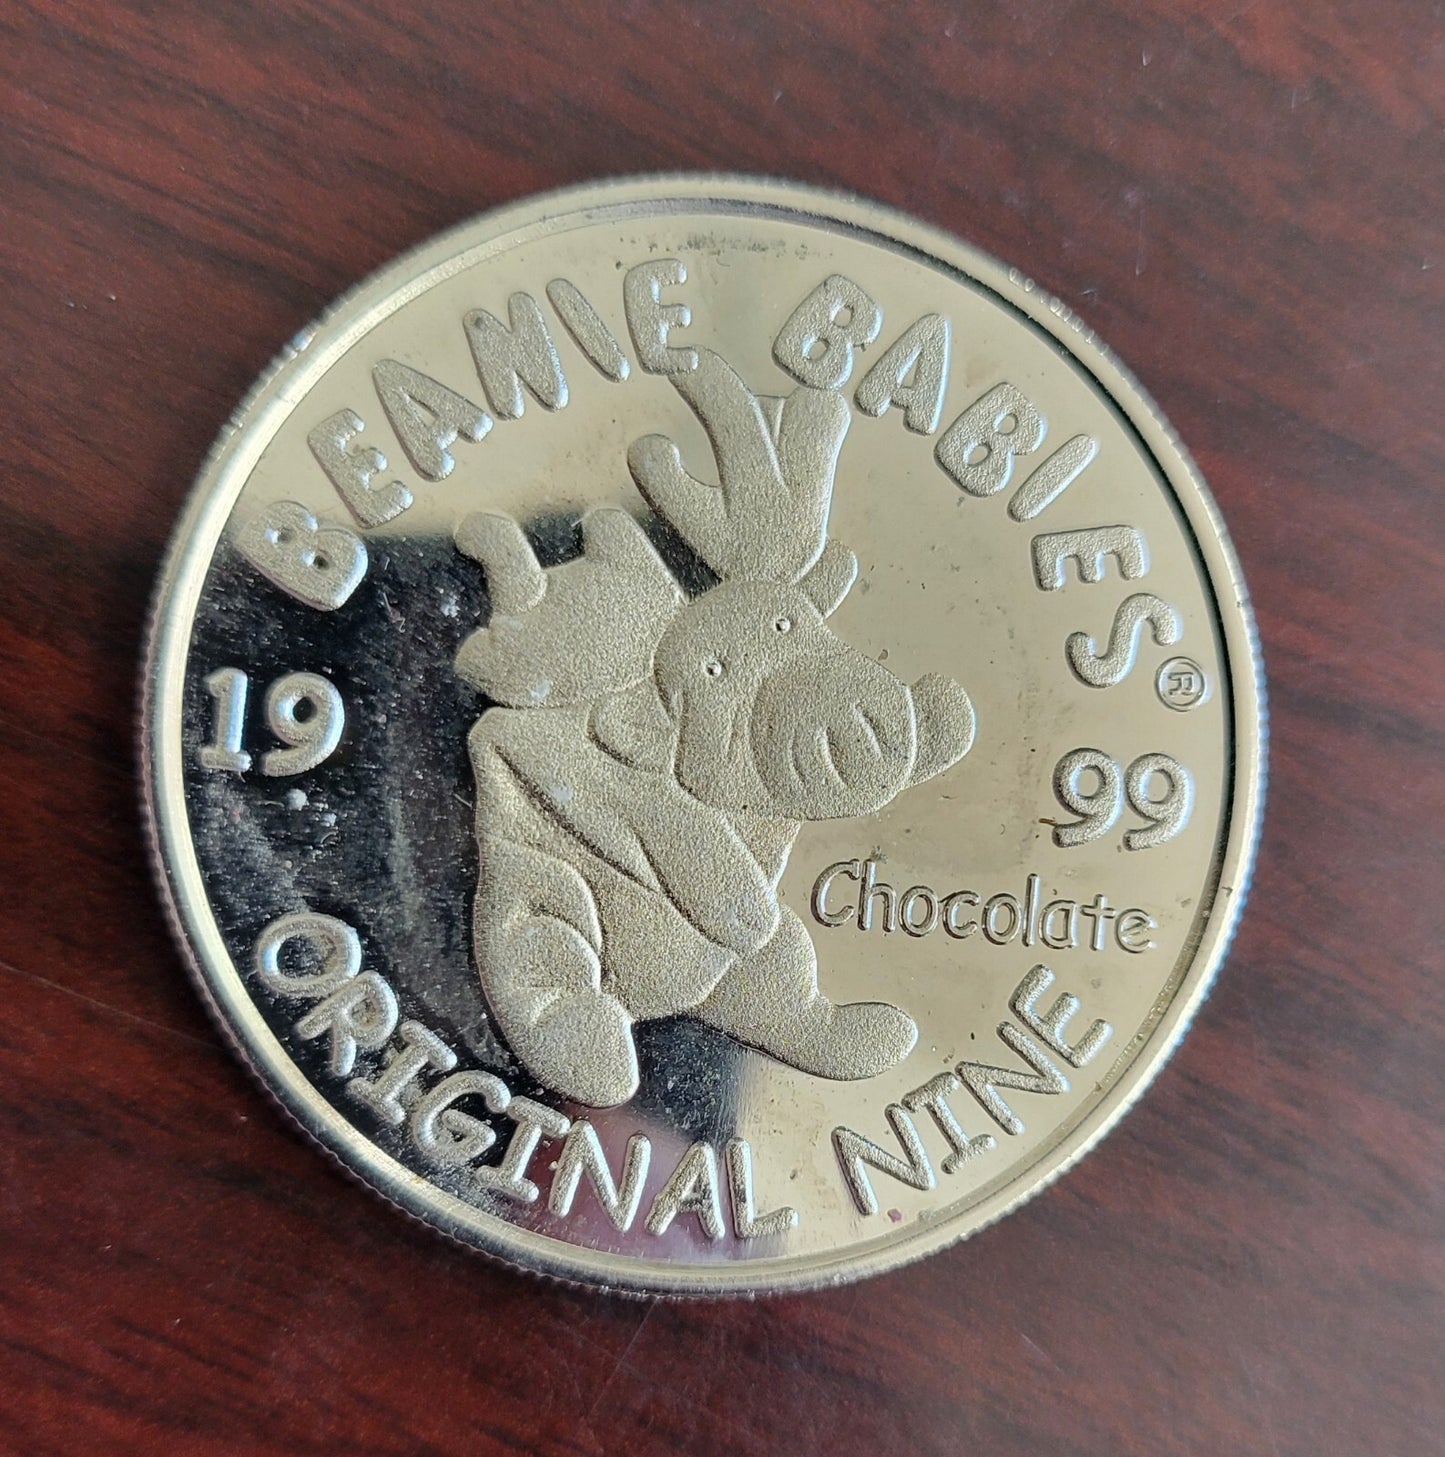 BEANIE BABIES®
19 99
Chocolate
ORIGINAL NINE